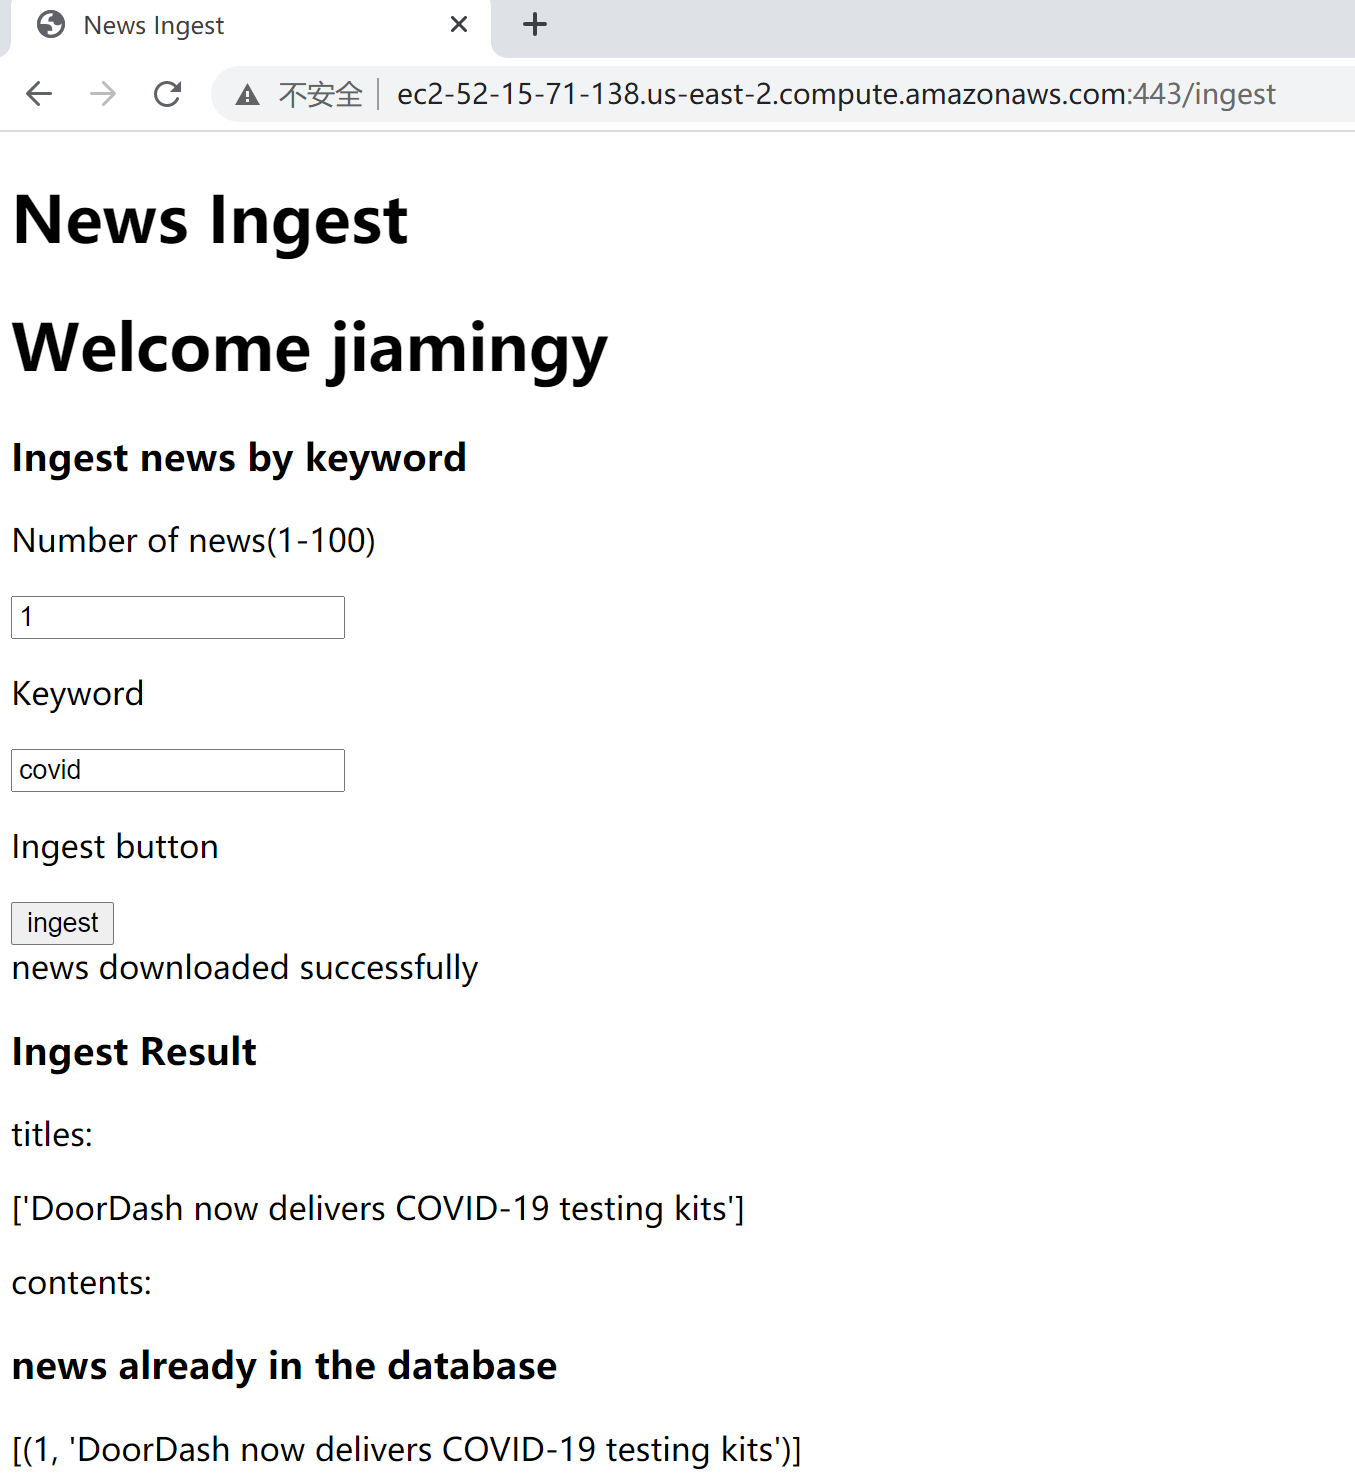 News Ingest
不安全 ec2-52-15-71-138.us-east-2.compute.amazonaws.com:443/ingest
News Ingest
Welcome jiamingy
Ingest news by keyword
Number of news(1-100)
1
Keyword
covid
Ingest button
ingest
news downloaded successfully
Ingest Result
titles:
['DoorDash now delivers COVID-19 testing kits']
contents:
news already in the database
[(1, 'DoorDash now delivers COVID-19 testing kits')]